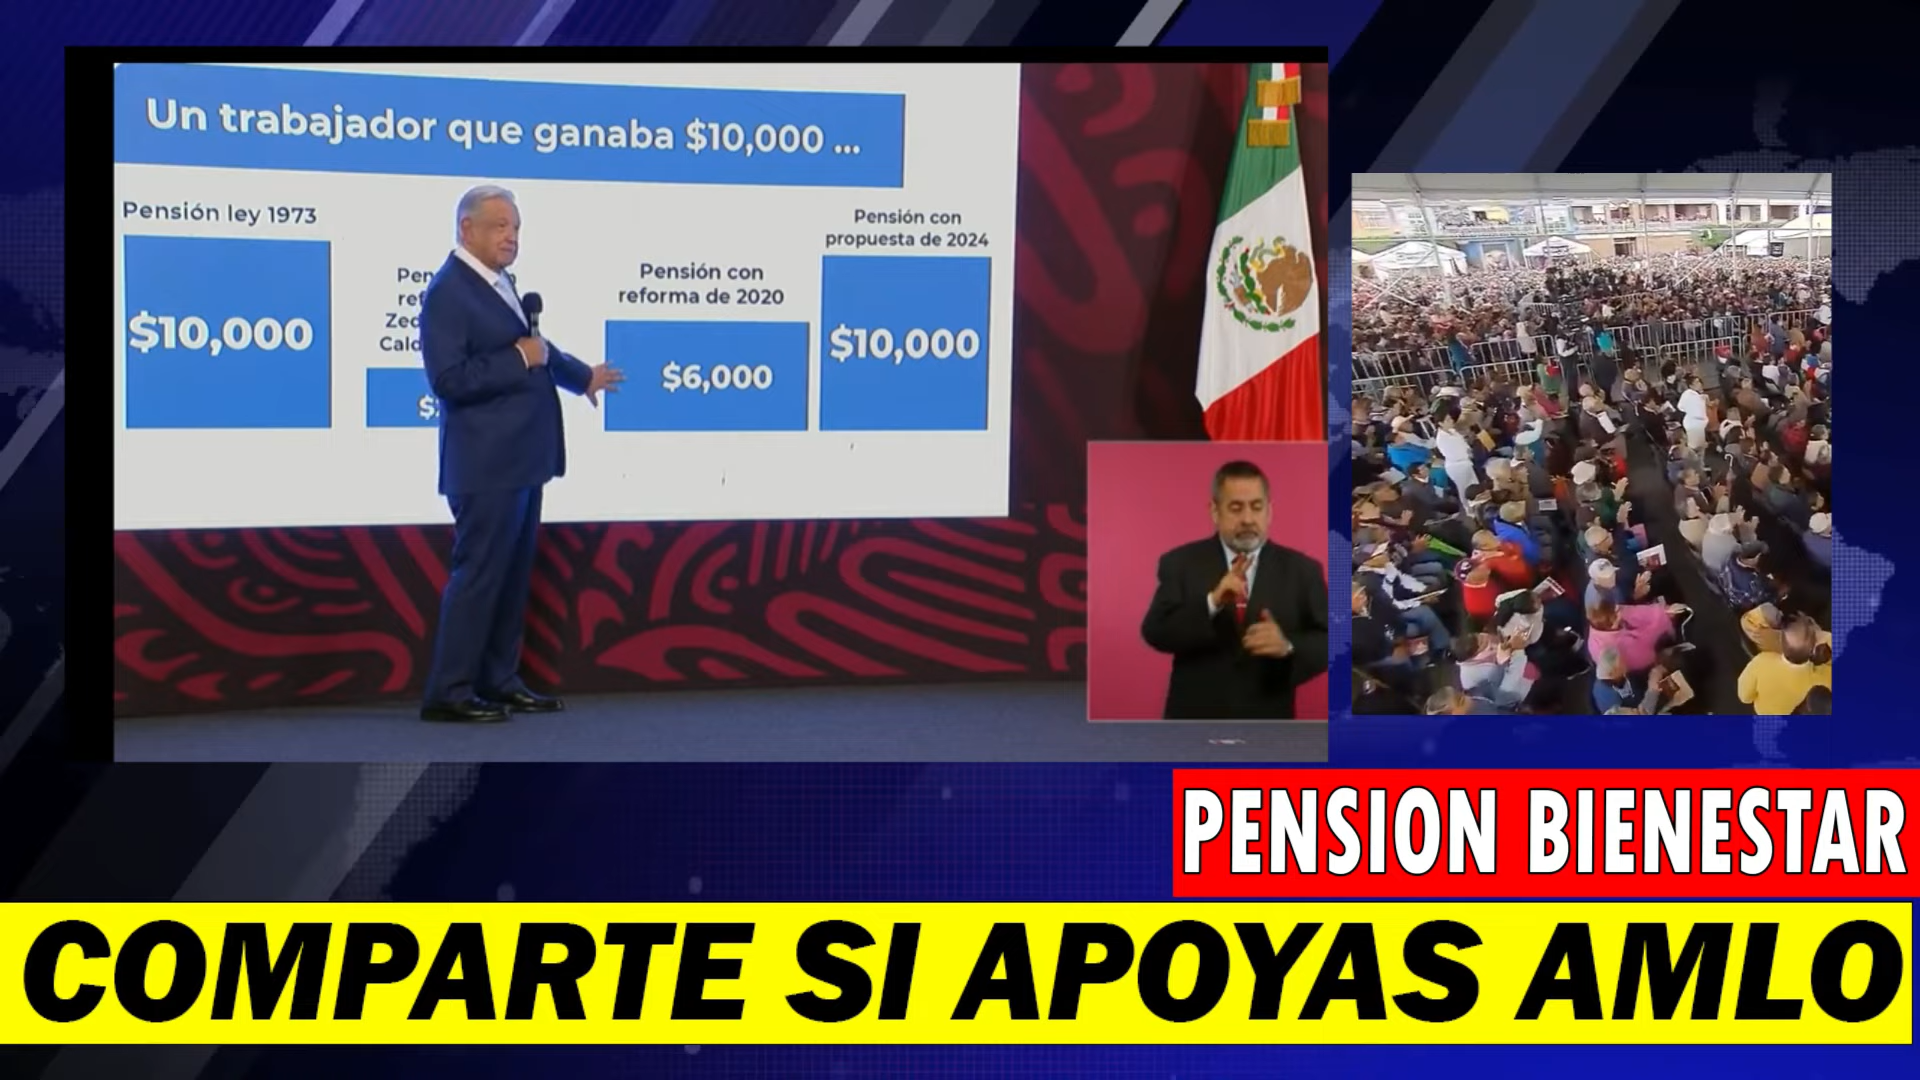 Un trabajador que ganaba $10,000 ...
Pensión ley 1973
$10,000
Pensión con
reforma de 2020
$6,000
Pensión con
propuesta de 2024
$10,000
PENSION BIENESTAR
COMPARTE SI APOYAS AMLO